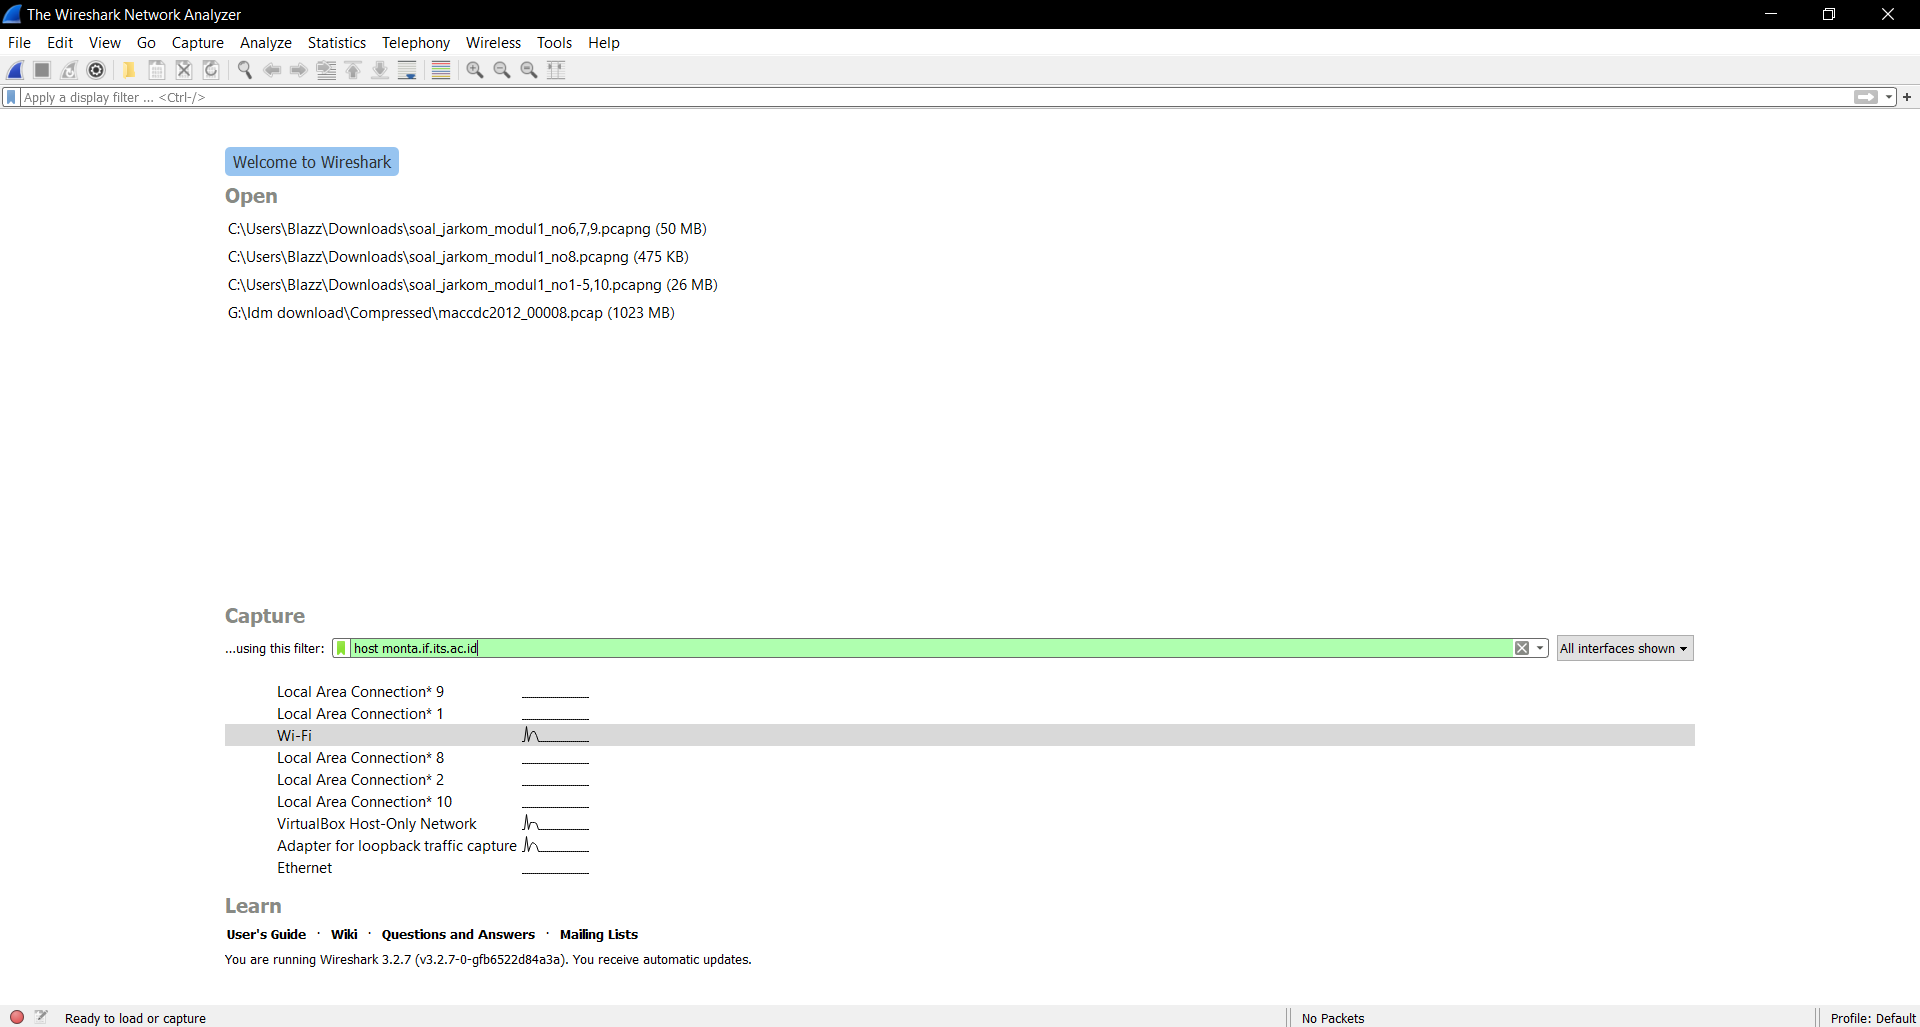 The Wireshark Network Analyzer
File Edit View Go Capture Analyze Statistics Telephony Wireless Tools Help
Apply a display filter ... <Ctrl-/>
+
Welcome to Wireshark
Open
C:\Users\Blazz\Downloads\soal_jarkom_modul1_no6,7,9.pcapng (50 MB)
C:\Users\Blazz\Downloads\soal_jarkom_modul1_no8.pcapng (475 KB)
C:\Users\Blazz\Downloads\soal_jarkom_modul1_no1-5,10.pcapng (26 MB)
G:\Idm download\Compressed\maccdc2012_00008.pcap (1023 MB)
Capture
...using this filter: host monta.if.its.ac.id All interfaces shown
Local Area Connection* 9
Local Area Connection* 1
Wi-Fi
Local Area Connection* 8
Local Area Connection* 2
Local Area Connection* 10
VirtualBox Host-Only Network
Adapter for loopback traffic capture
Ethernet
Learn
User's Guide · Wiki · Questions and Answers · Mailing Lists
You are running Wireshark 3.2.7 (v3.2.7-0-gfb6522d84a3a). You receive automatic updates.
Ready to load or capture No Packets Profile: Default